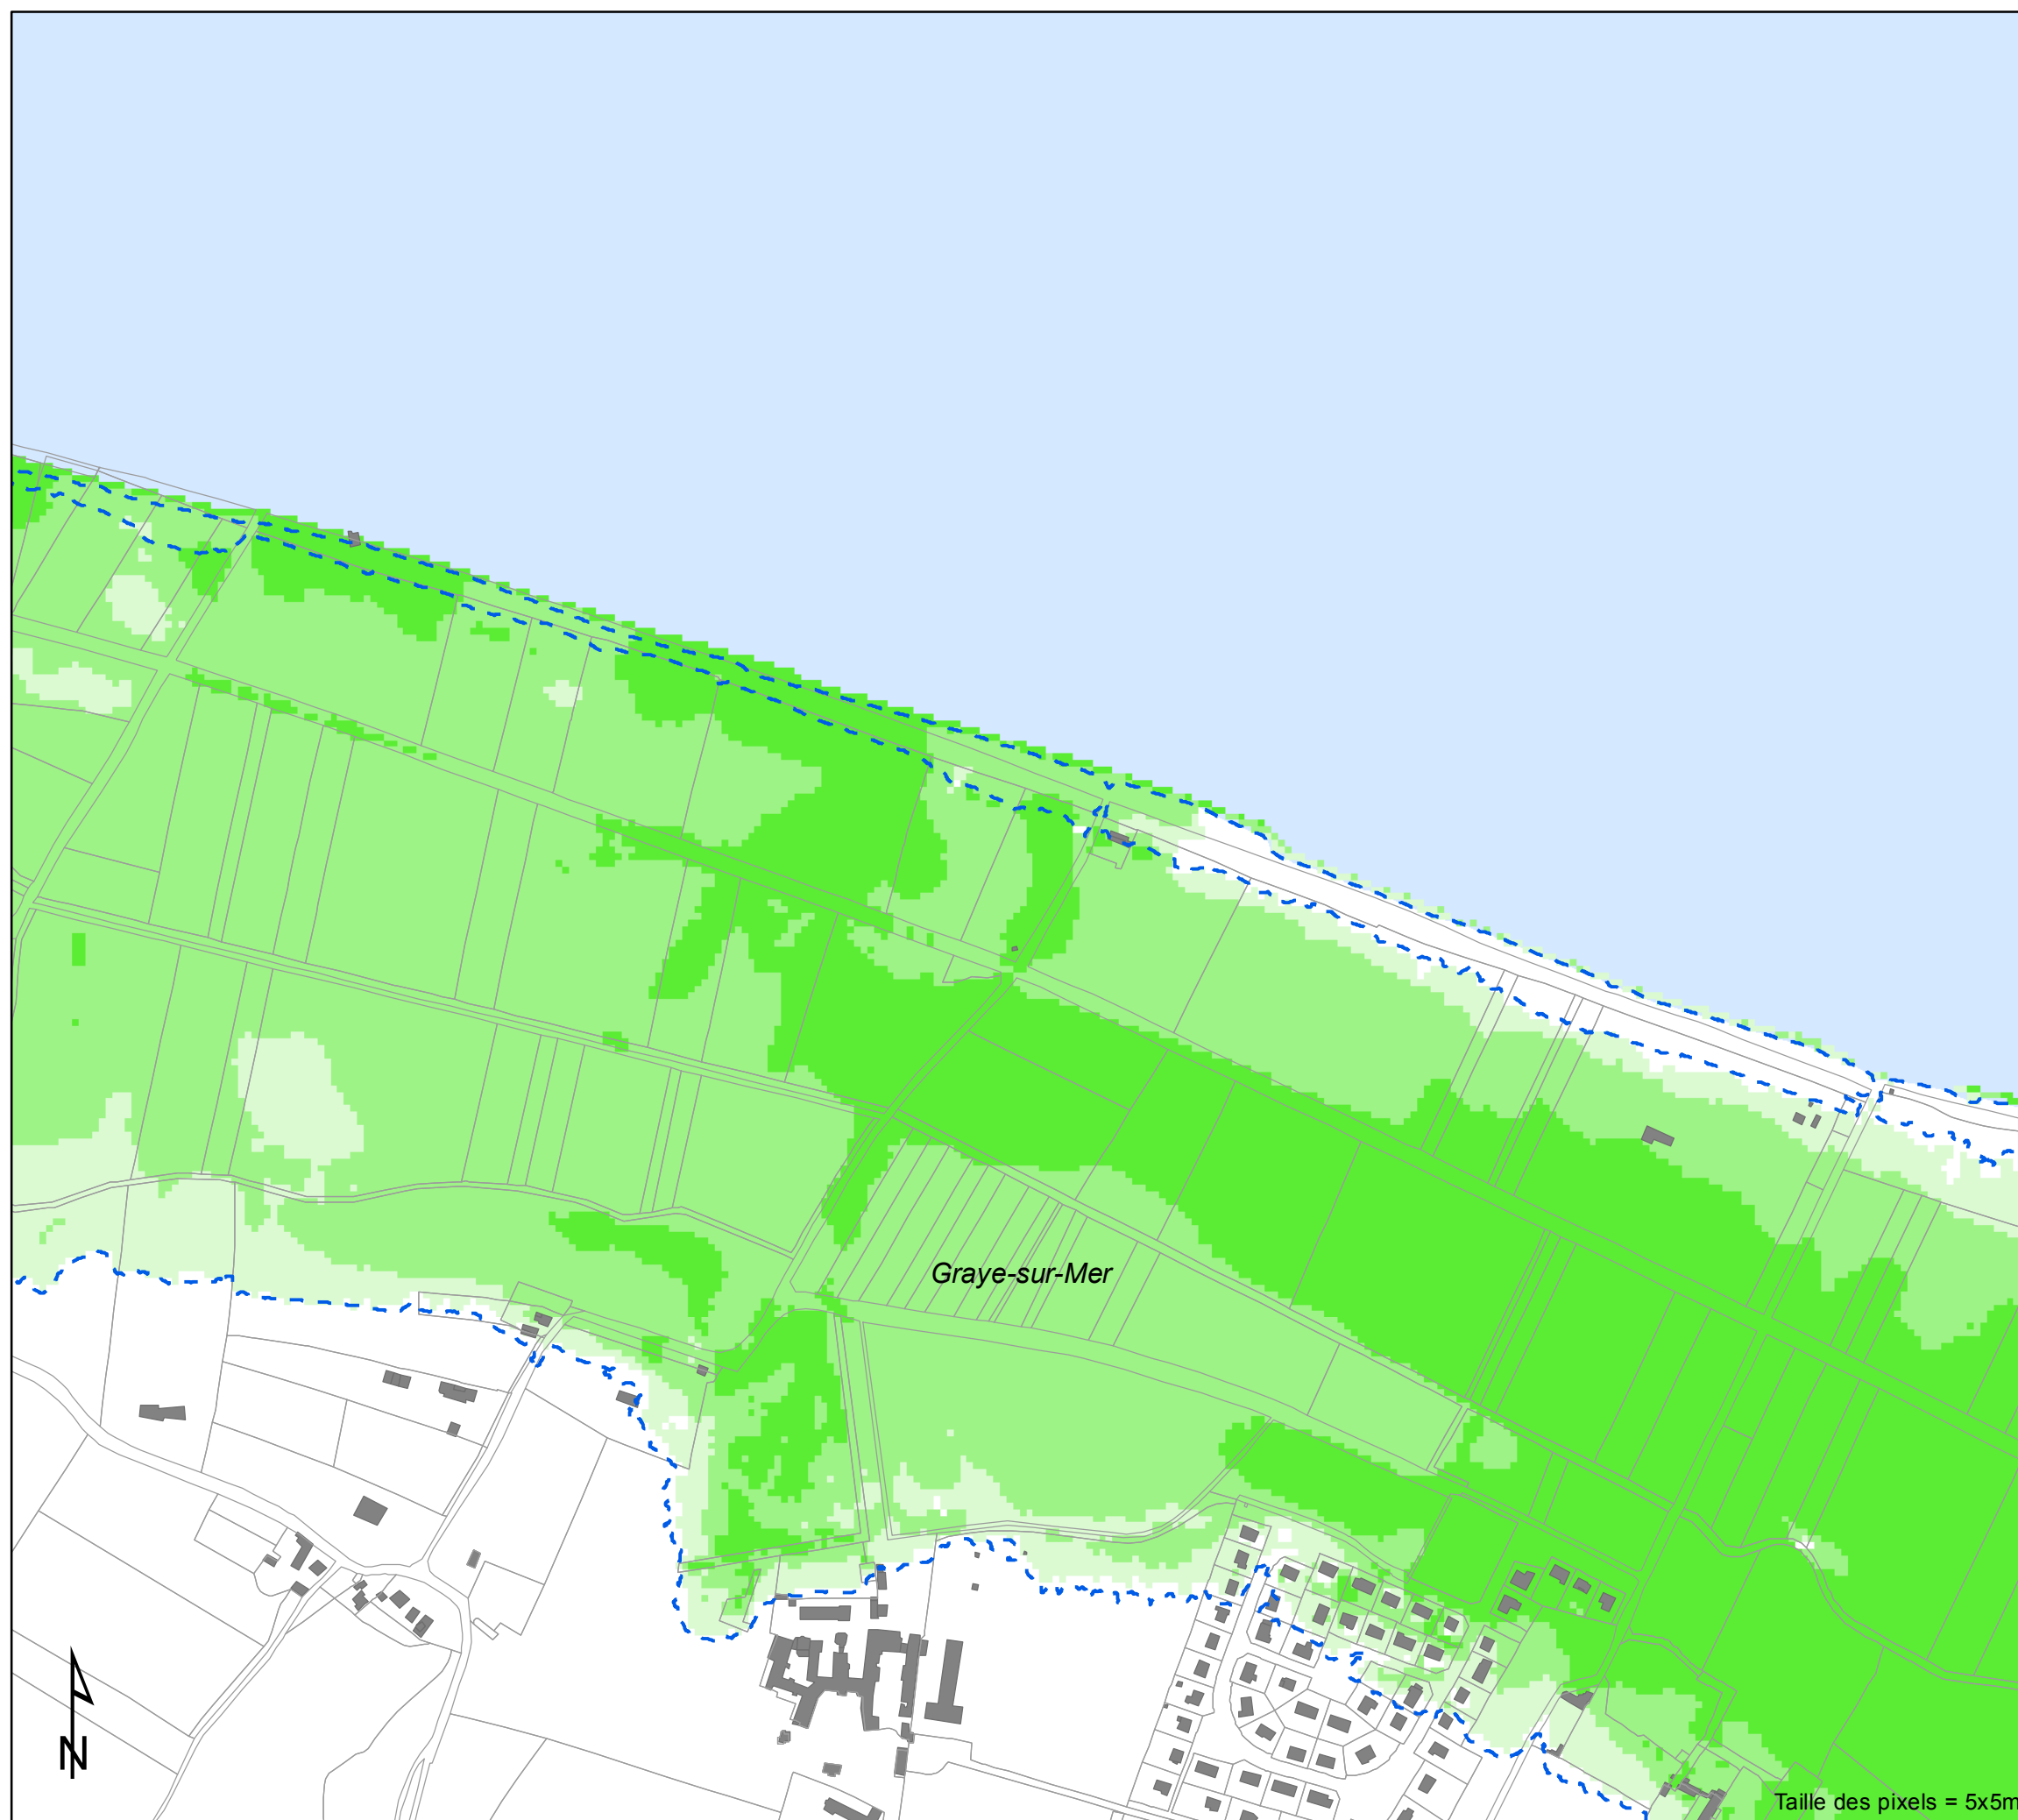 Graye-sur-Mer
N
Taille des pixels = 5x5m